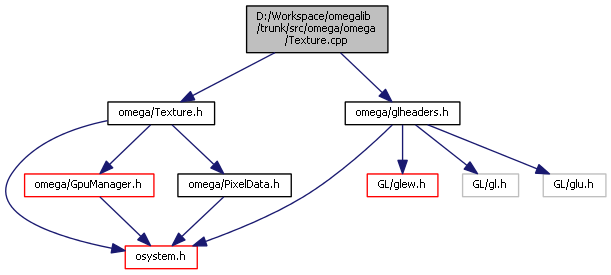 D:/Workspace/omegalib
/trunk/src/omega/omega
/Texture.cpp
omega/Texture.h
omega/glheaders.h
omega/GpuManager.h
omega/PixelData.h
GL/glew.h
GL/gl.h
GL/glu.h
osystem.h